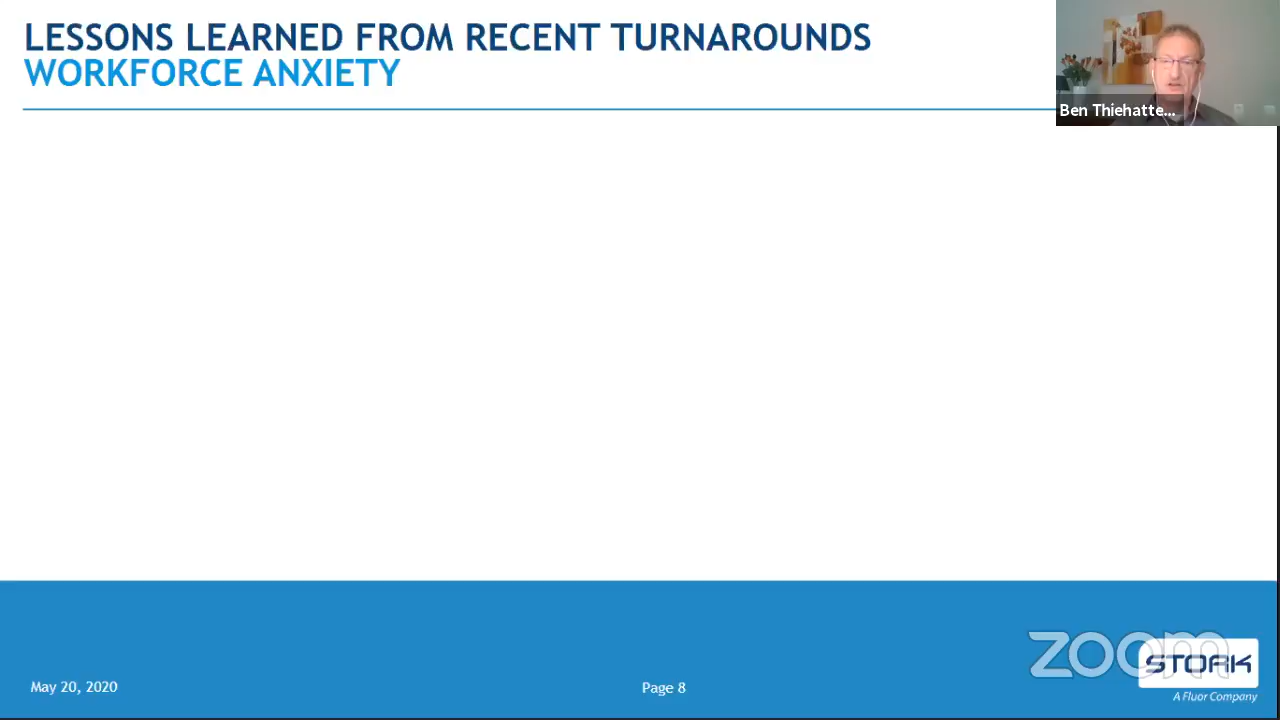 LESSONS LEARNED FROM RECENT TURNAROUNDS
WORKFORCE ANXIETY
Ben Thiehatte...
May 20, 2020
Page 8
zoom
STORK
A Fluor Company